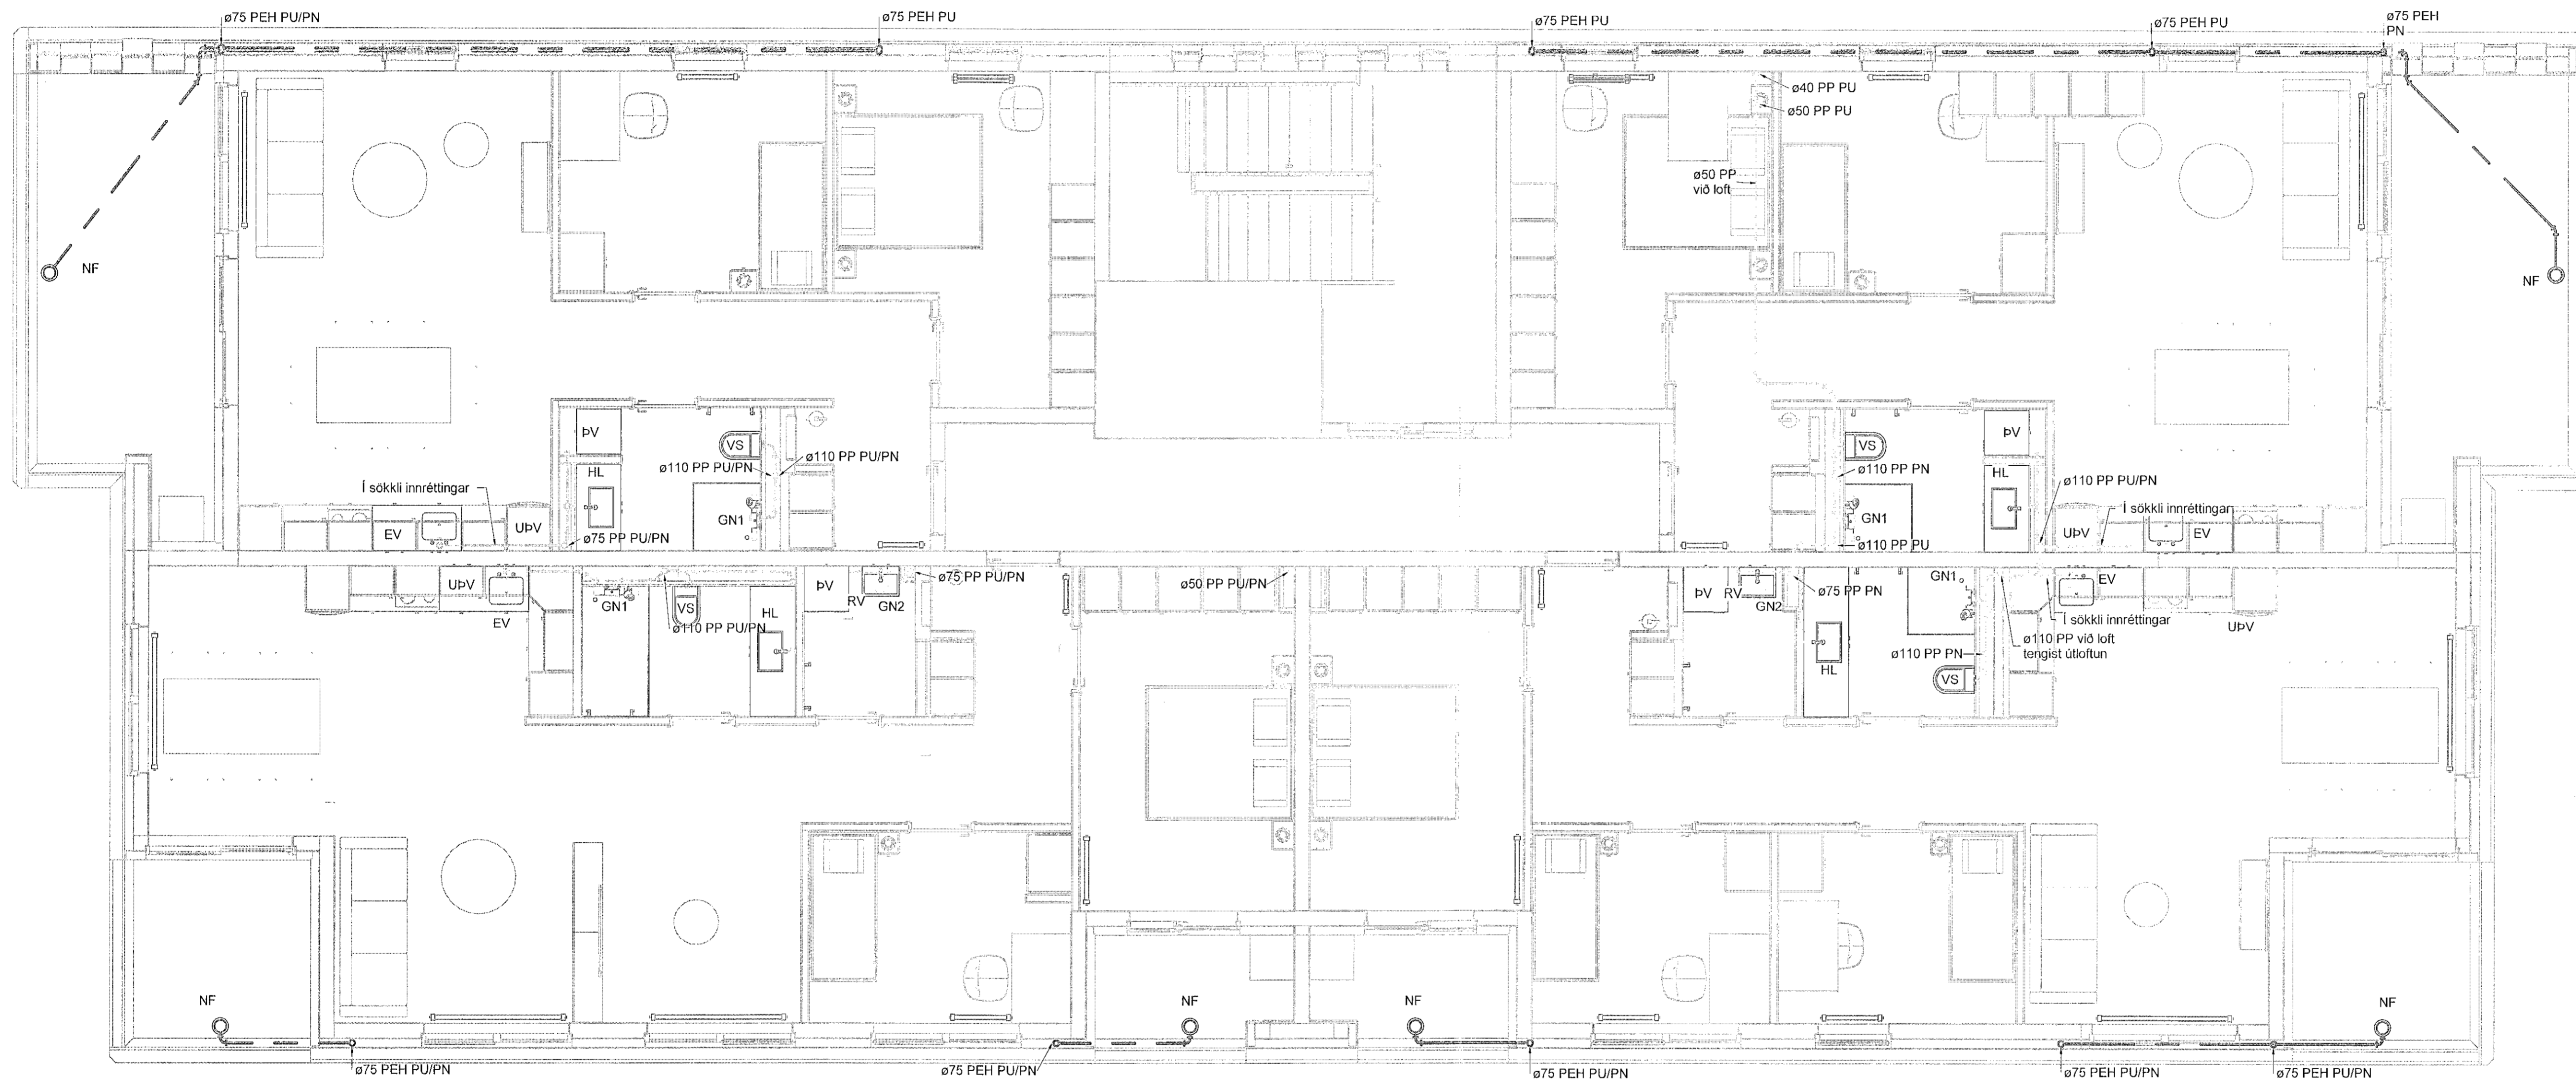 ø75 PEH PU/PN
ø75 PEH PU
ø75 PEH PU
ø75 PEH PU
ø75 PEH
PN
ø40 PP PU
ø50 PP PU
ø50 PP
við loft
NF
NF
ÞV
VS
HL
ø110 PP PU/PN
ø110 PP PU/PN
Í sökkli innréttingar
EV
UÞV
GN1
ø75 PP PU/PN
VS
ø110 PP PN
ÞV
HL
ø110 PP PU/PN
GN1
Í sökkli innréttingar
ø110 PP PU
UÞV
EV
UÞV
EV
GN1
VS
ø110 PP PU/PN
HL
ÞV
RV
GN2
ø75 PP PU/PN
ø50 PP PU/PN
ÞV
RV
GN2
ø75 PP PN
GN1
EV
Í sökkli innréttingar
UÞV
ø110 PP við loft
tengist útloftun
ø110 PP PN
HL
VS
NF
NF
NF
NF
ø75 PEH PU/PN
ø75 PEH PU/PN
ø75 PEH PU/PN
ø75 PEH PU/PN
ø75 PEH PU/PN